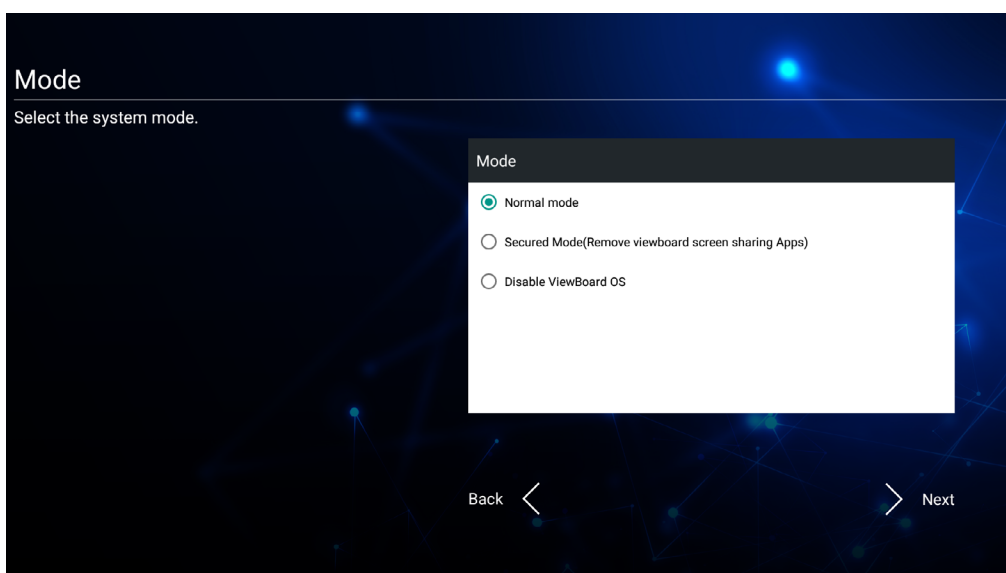 Mode
Select the system mode.
Mode
Normal mode
Secured Mode(Remove viewboard screen sharing Apps)
Disable ViewBoard OS
Back
Next